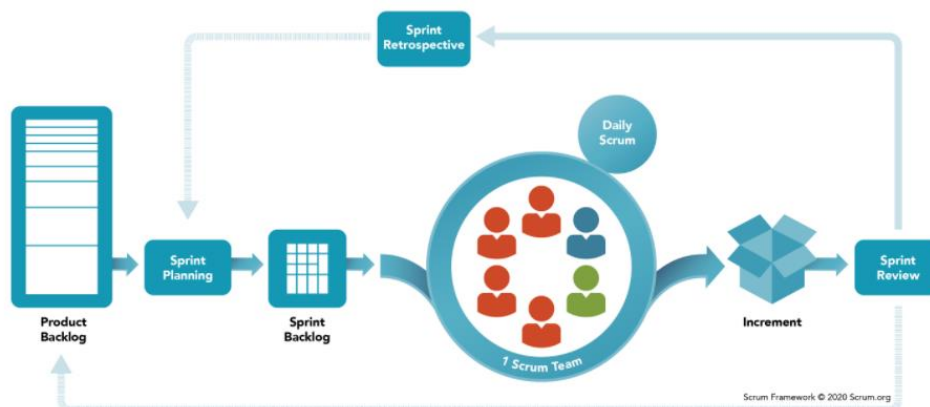 Sprint
Retrospective
Daily
Scrum
Sprint
Planning
Sprint
Review
Product
Backlog
Sprint
Backlog
1 Scrum Team
Increment
Scrum Framework © 2020 Scrum.org